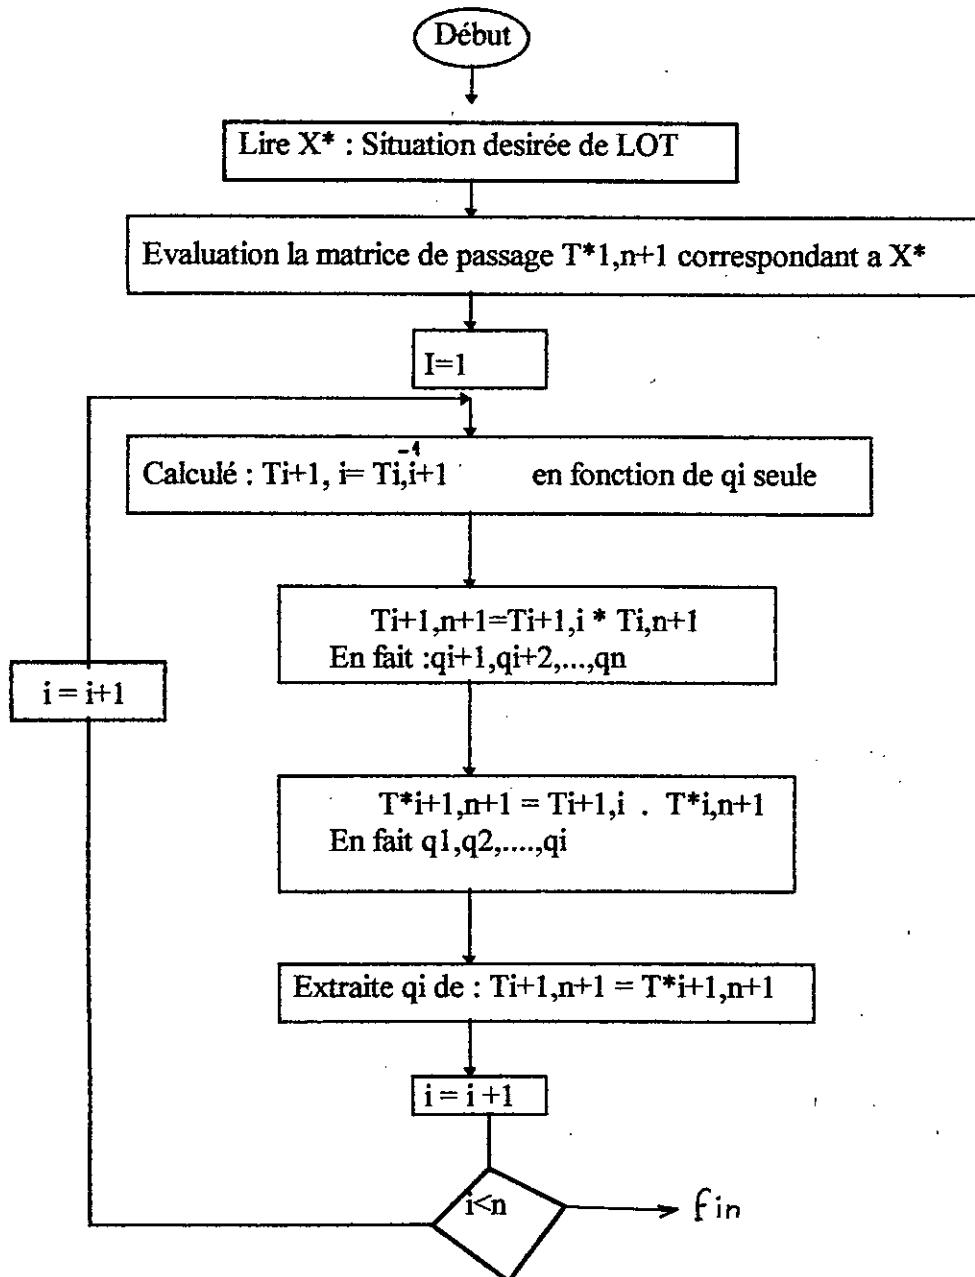 Début
Lire X* : Situation desirée de LOT
Evaluation la matrice de passage T*1,n+1 correspondant a X*
I=1
Calculé : Ti+1, i= Ti,i+1⁻¹ en fonction de qi seule
Ti+1,n+1=Ti+1,i * Ti,n+1
En fait :qi+1,qi+2,...,qn
i = i+1
T*i+1,n+1 = Ti+1,i . T*i,n+1
En fait q1,q2,....,qi
Extraite qi de : Ti+1,n+1 = T*i+1,n+1
i = i +1
i<n
fin